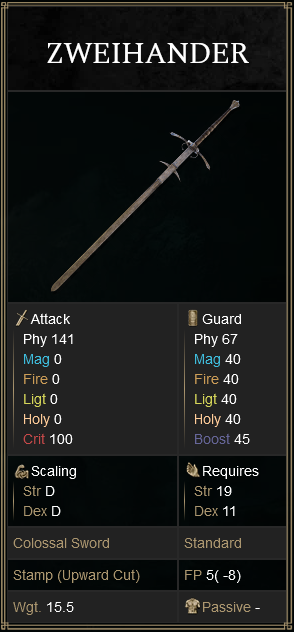 ZWEIHANDER
Attack
Phy 141
Mag 0
Fire 0
Ligt 0
Holy 0
Crit 100
Guard
Phy 67
Mag 40
Fire 40
Ligt 40
Holy 40
Boost 45
Scaling
Str D
Dex D
Requires
Str 19
Dex 11
Colossal Sword
Standard
Stamp (Upward Cut)
FP 5( -8)
Wgt. 15.5
Passive -